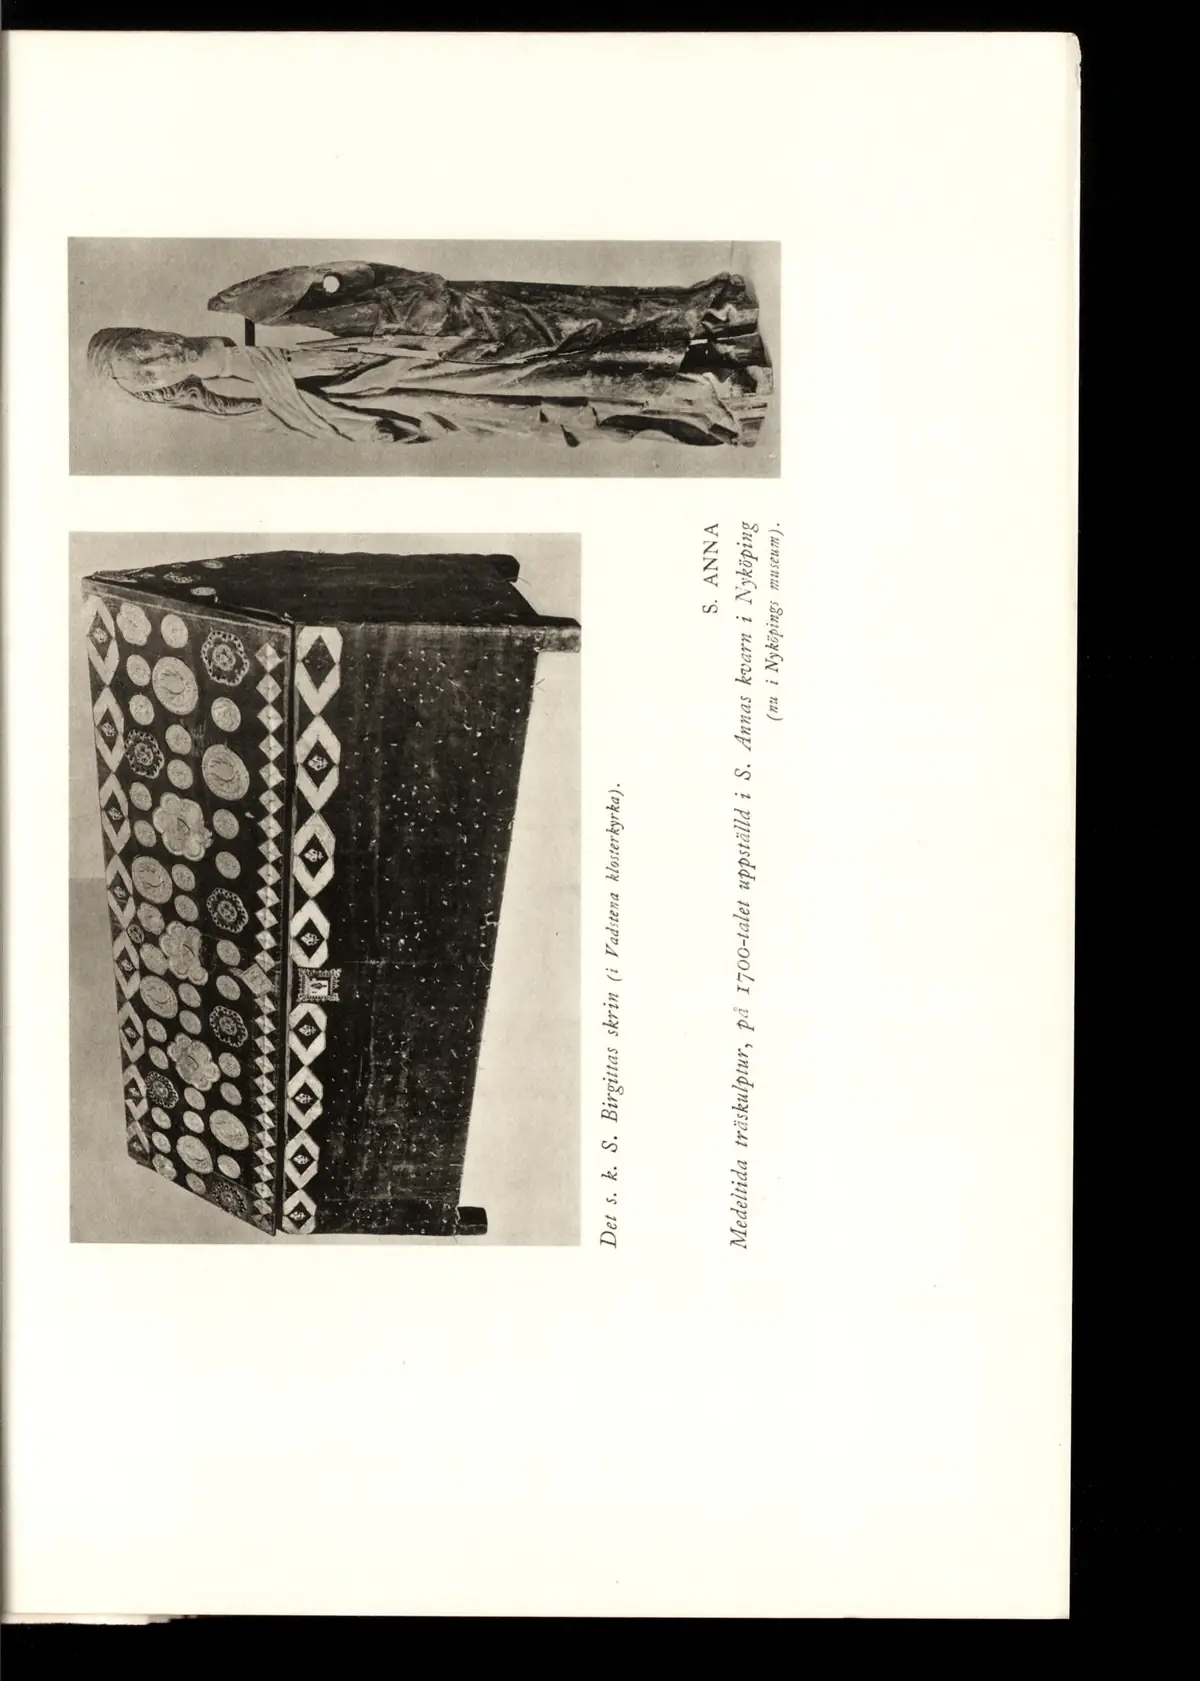 Det s. k. S. Birgittas skrin (i Vadstena klosterkyrka).
S. ANNA
Medeltida träskulptur, på 1700-talet uppställd i S. Annas kvarn i Nyköping
(nu i Nyköpings museum).